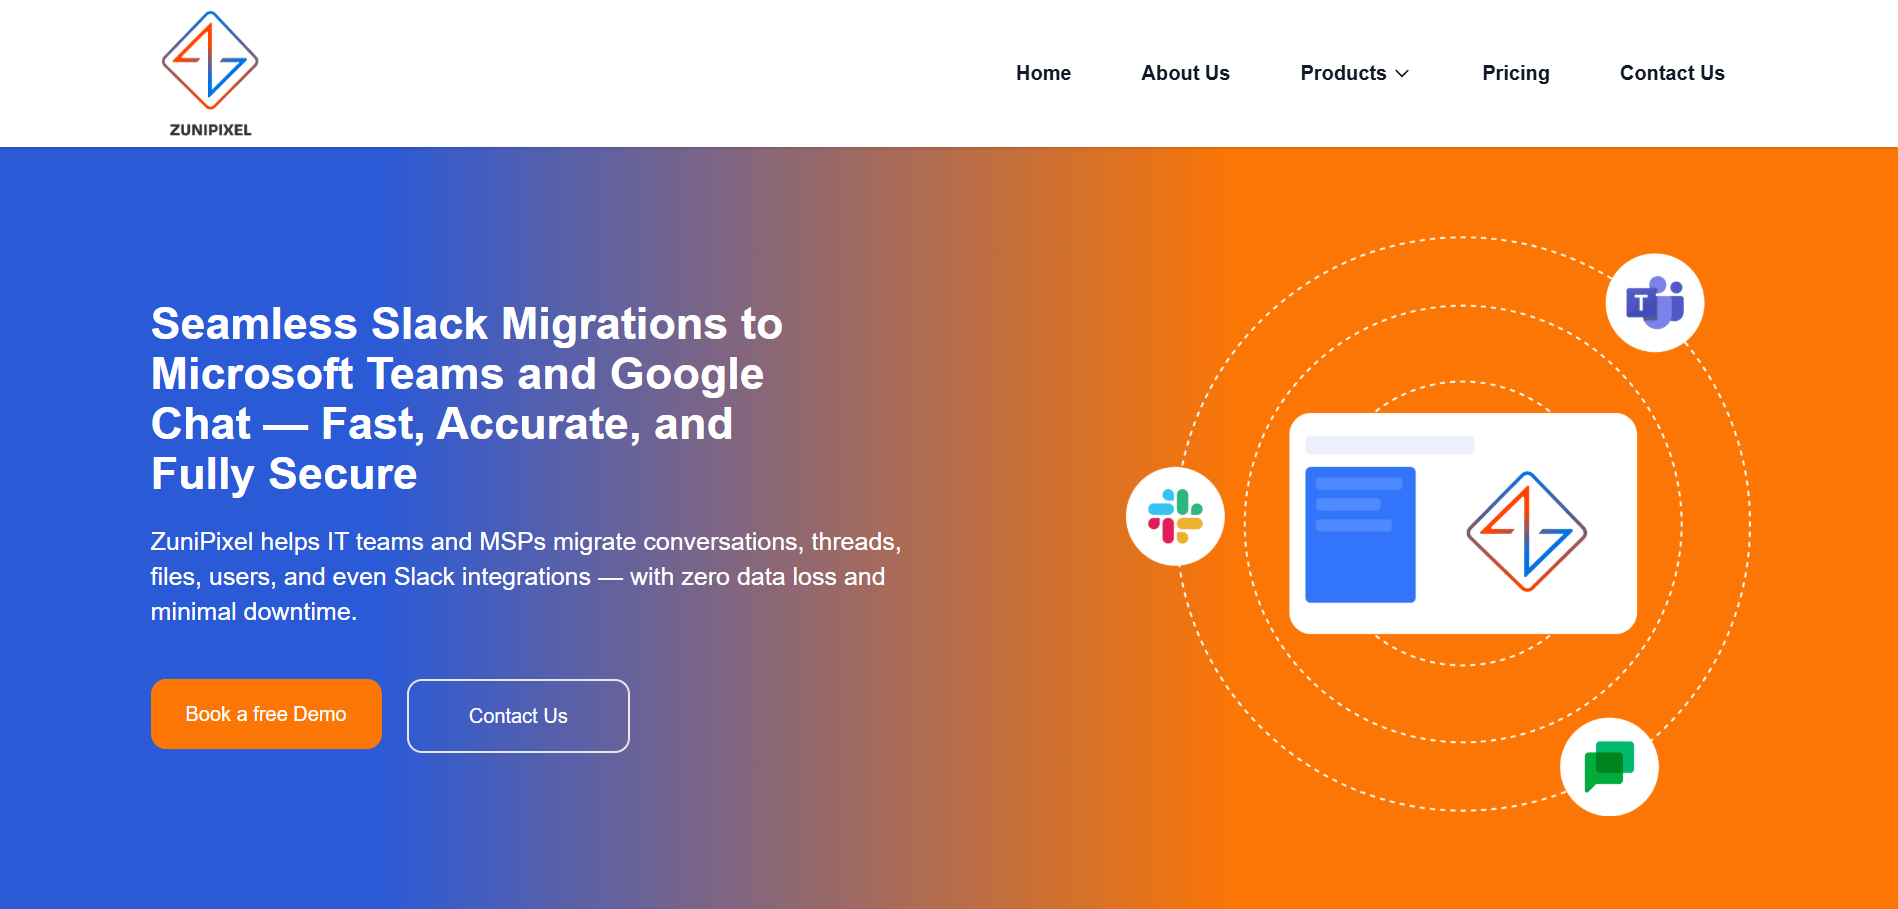 ZUNIPIXEL
Home About Us Products Pricing Contact Us
Seamless Slack Migrations to
Microsoft Teams and Google
Chat — Fast, Accurate, and
Fully Secure
ZuniPixel helps IT teams and MSPs migrate conversations, threads,
files, users, and even Slack integrations — with zero data loss and
minimal downtime.
Book a free Demo
Contact Us
T